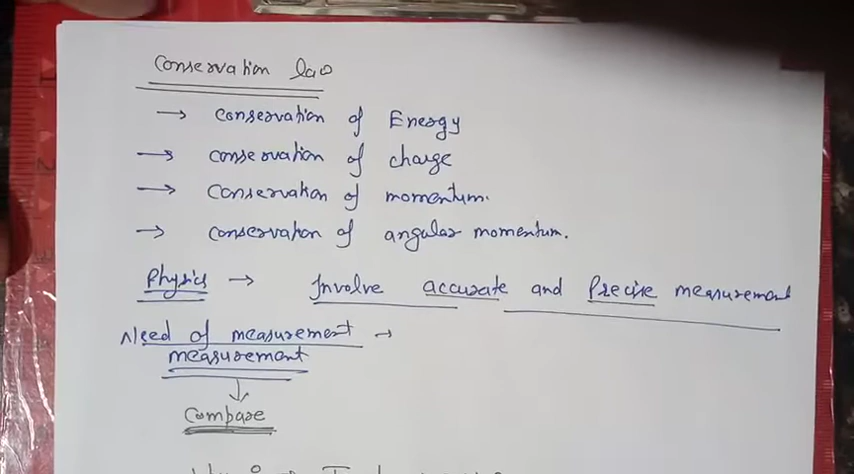 Conservation law
→ conservation of Energy
→ conservation of charge
→ conservation of momentum.
→ conservation of angular momentum.
Physics → Involve accurate and Precise measurement
Need of measurement →
measurement
↓
Compare